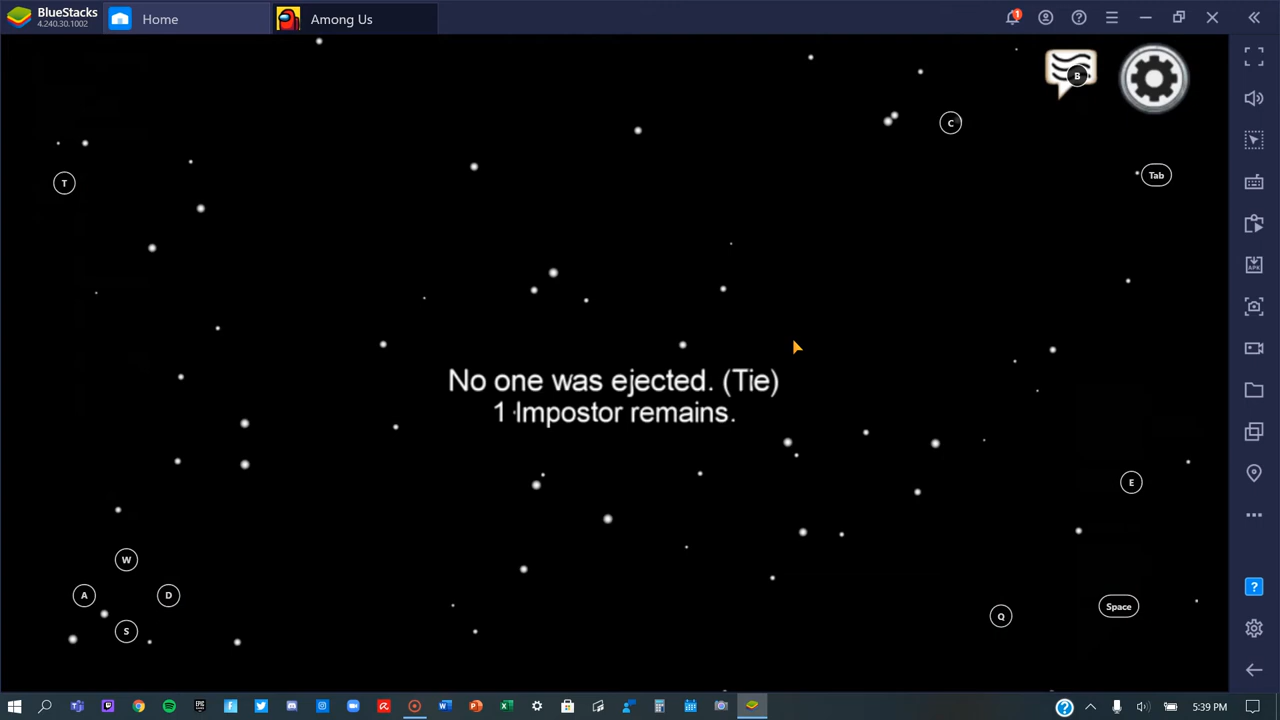 BlueStacks
4.240.30.1002
Home
Among Us
1
B
C
T
Tab
No one was ejected. (Tie)
1 Impostor remains.
E
W
A
D
S
Space
Q
5:39 PM